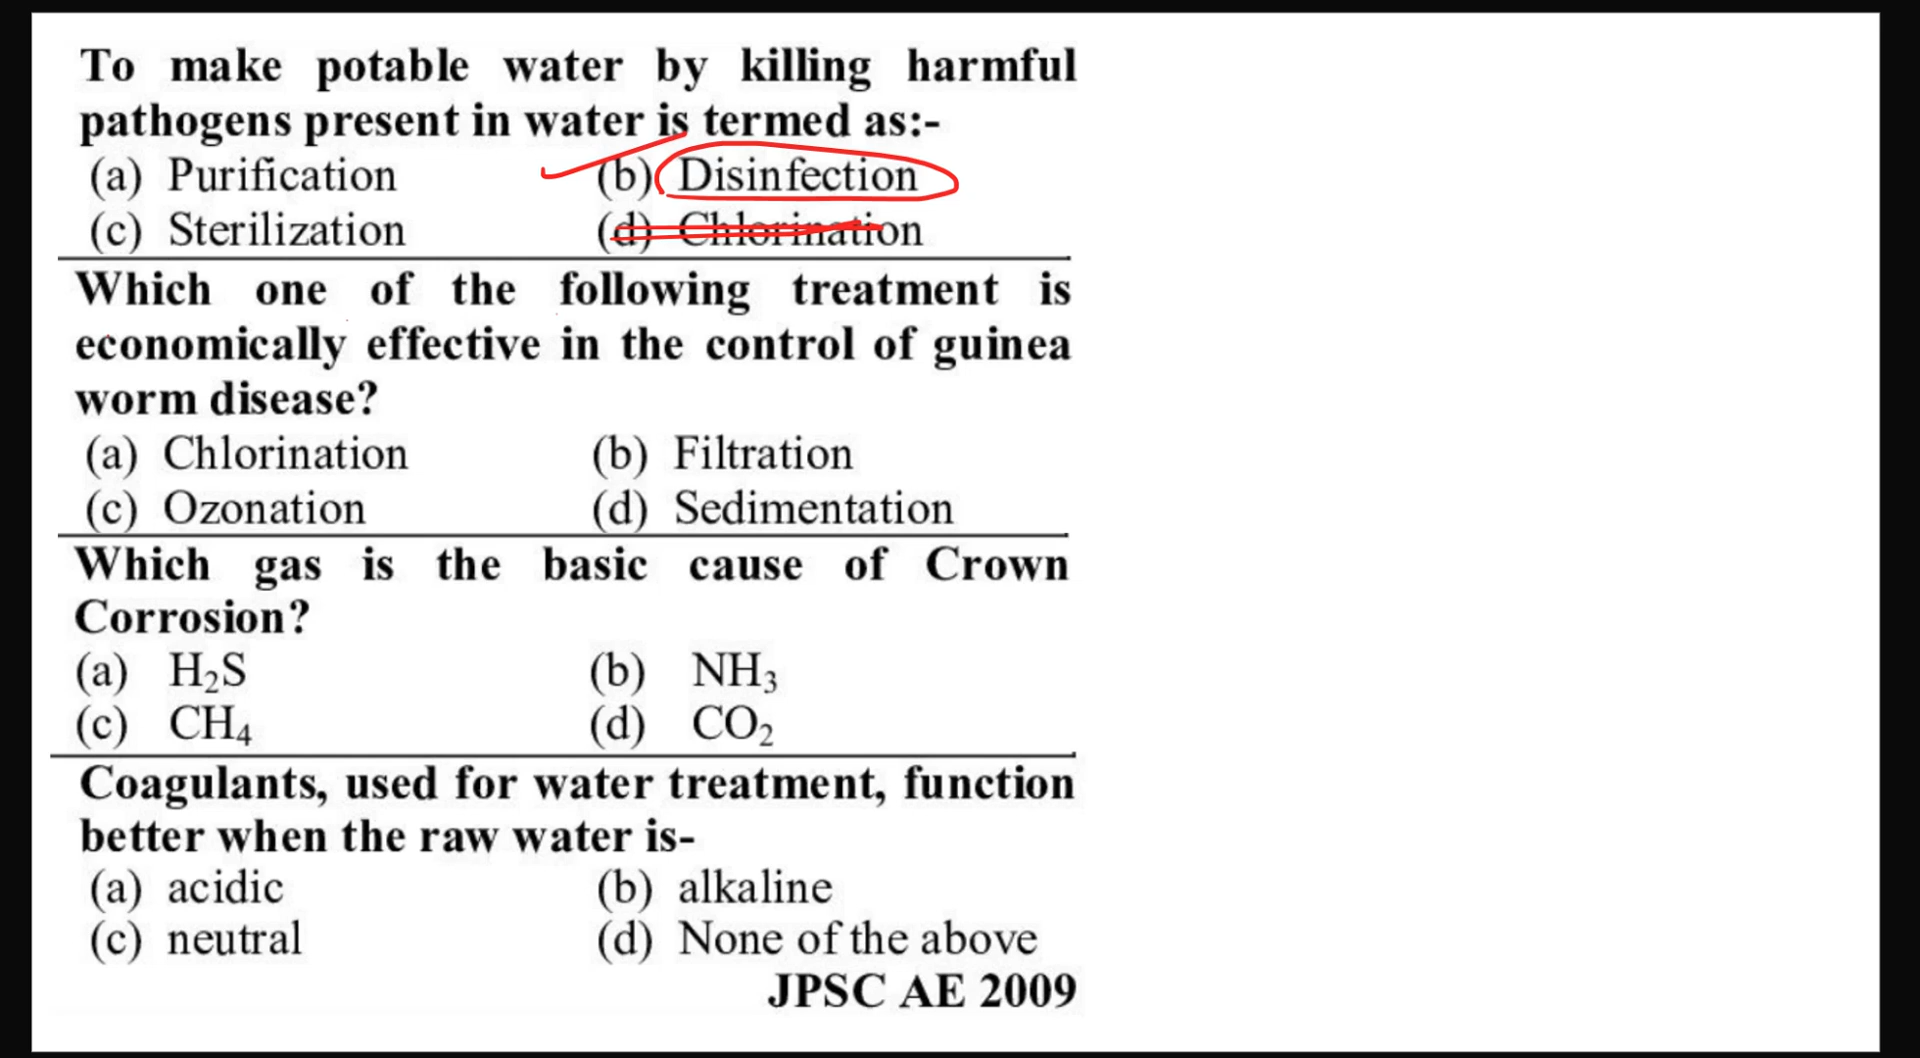 To make potable water by killing harmful
pathogens present in water is termed as:-
(a) Purification (b) Disinfection
(c) Sterilization (d) Chlorination
Which one of the following treatment is
economically effective in the control of guinea
worm disease?
(a) Chlorination (b) Filtration
(c) Ozonation (d) Sedimentation
Which gas is the basic cause of Crown
Corrosion?
(a) H₂S (b) NH₃
(c) CH₄ (d) CO₂
Coagulants, used for water treatment, function
better when the raw water is-
(a) acidic (b) alkaline
(c) neutral (d) None of the above
JPSC AE 2009